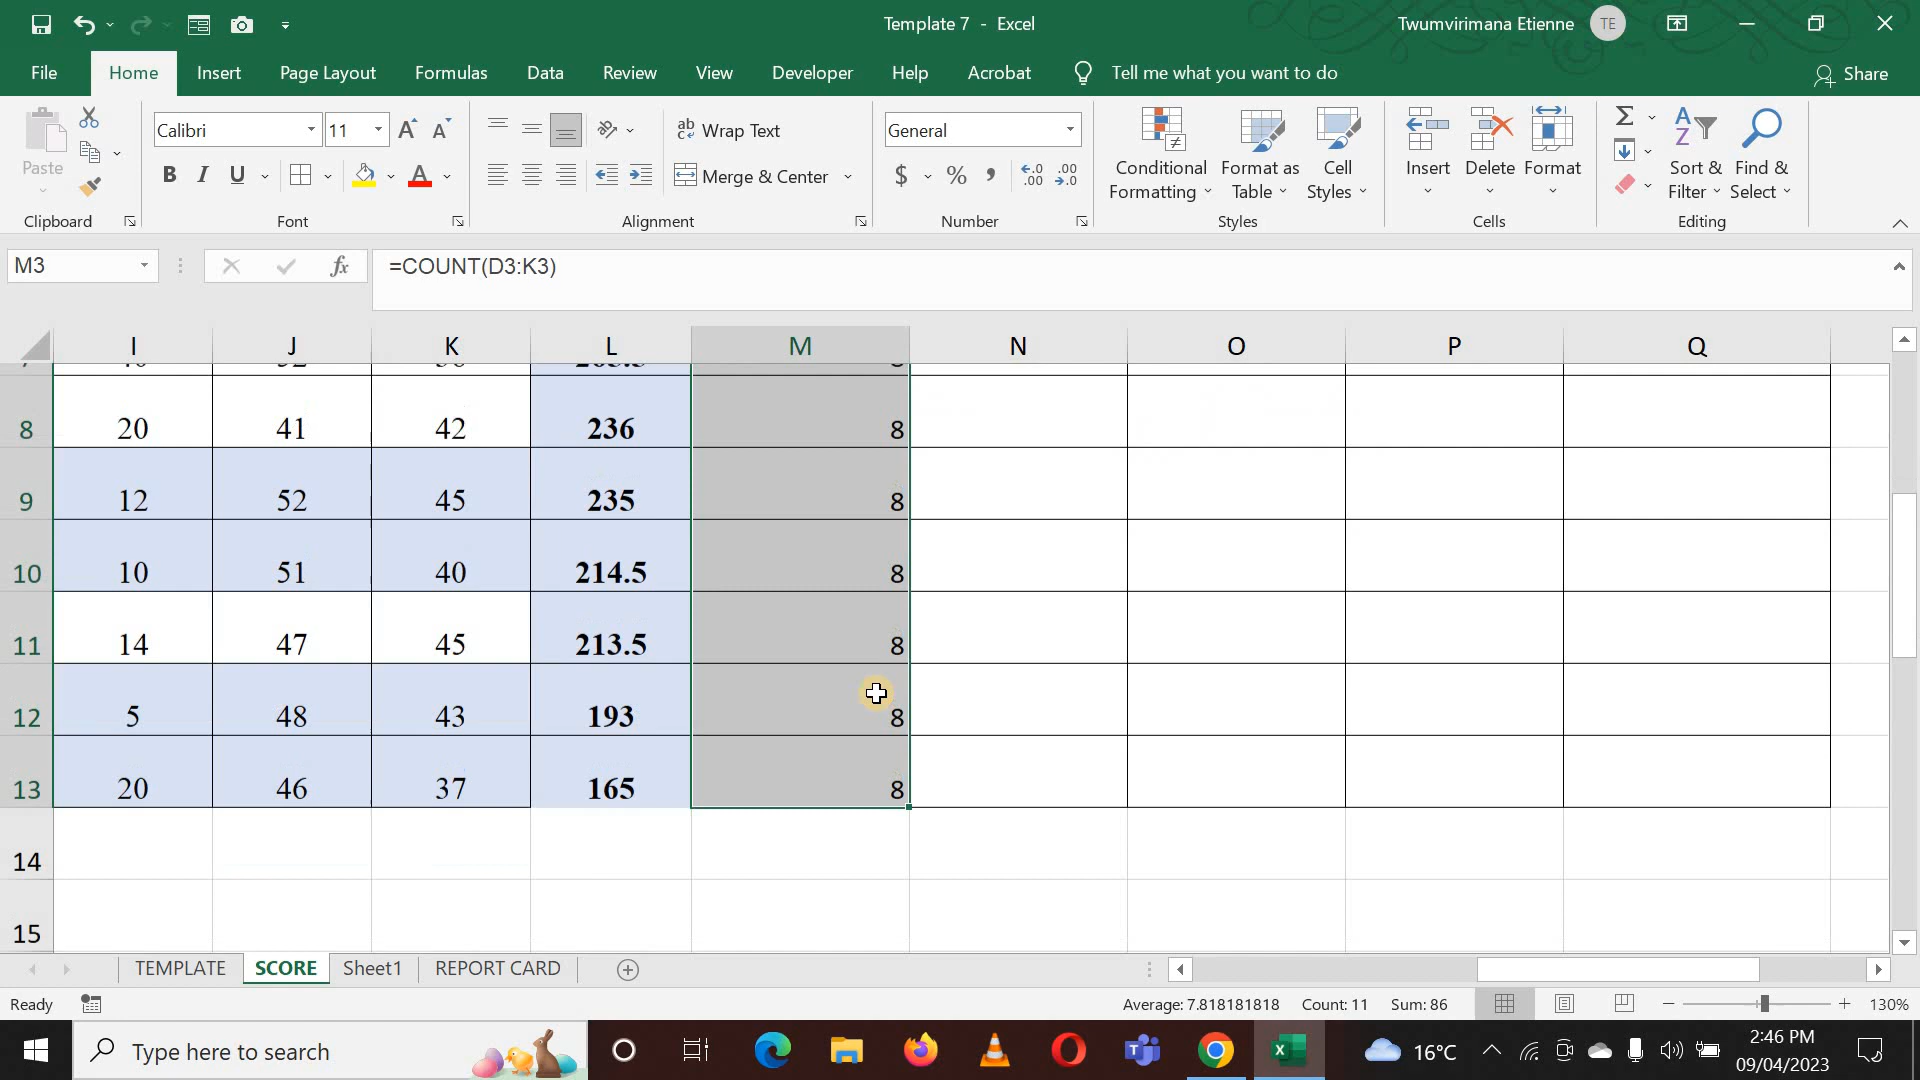 Template 7 - Excel
Twumvirimana Etienne
TE
File Home Insert Page Layout Formulas Data Review View Developer Help Acrobat Tell me what you want to do Share
Paste
Clipboard
Calibri 11
B I U
Font
Wrap Text
Merge & Center
Alignment
General
$ % ,
Number
Conditional Formatting
Format as Table
Cell Styles
Styles
Insert Delete Format
Cells
Sort & Filter
Find & Select
Editing
M3 fx =COUNT(D3:K3)
I J K L M N O P Q
8 20 41 42 236 8
9 12 52 45 235 8
10 10 51 40 214.5 8
11 14 47 45 213.5 8
12 5 48 43 193 8
13 20 46 37 165 8
14
15
TEMPLATE SCORE Sheet1 REPORT CARD
Ready Average: 7.818181818 Count: 11 Sum: 86 130%
Type here to search 16°C 2:46 PM
09/04/2023